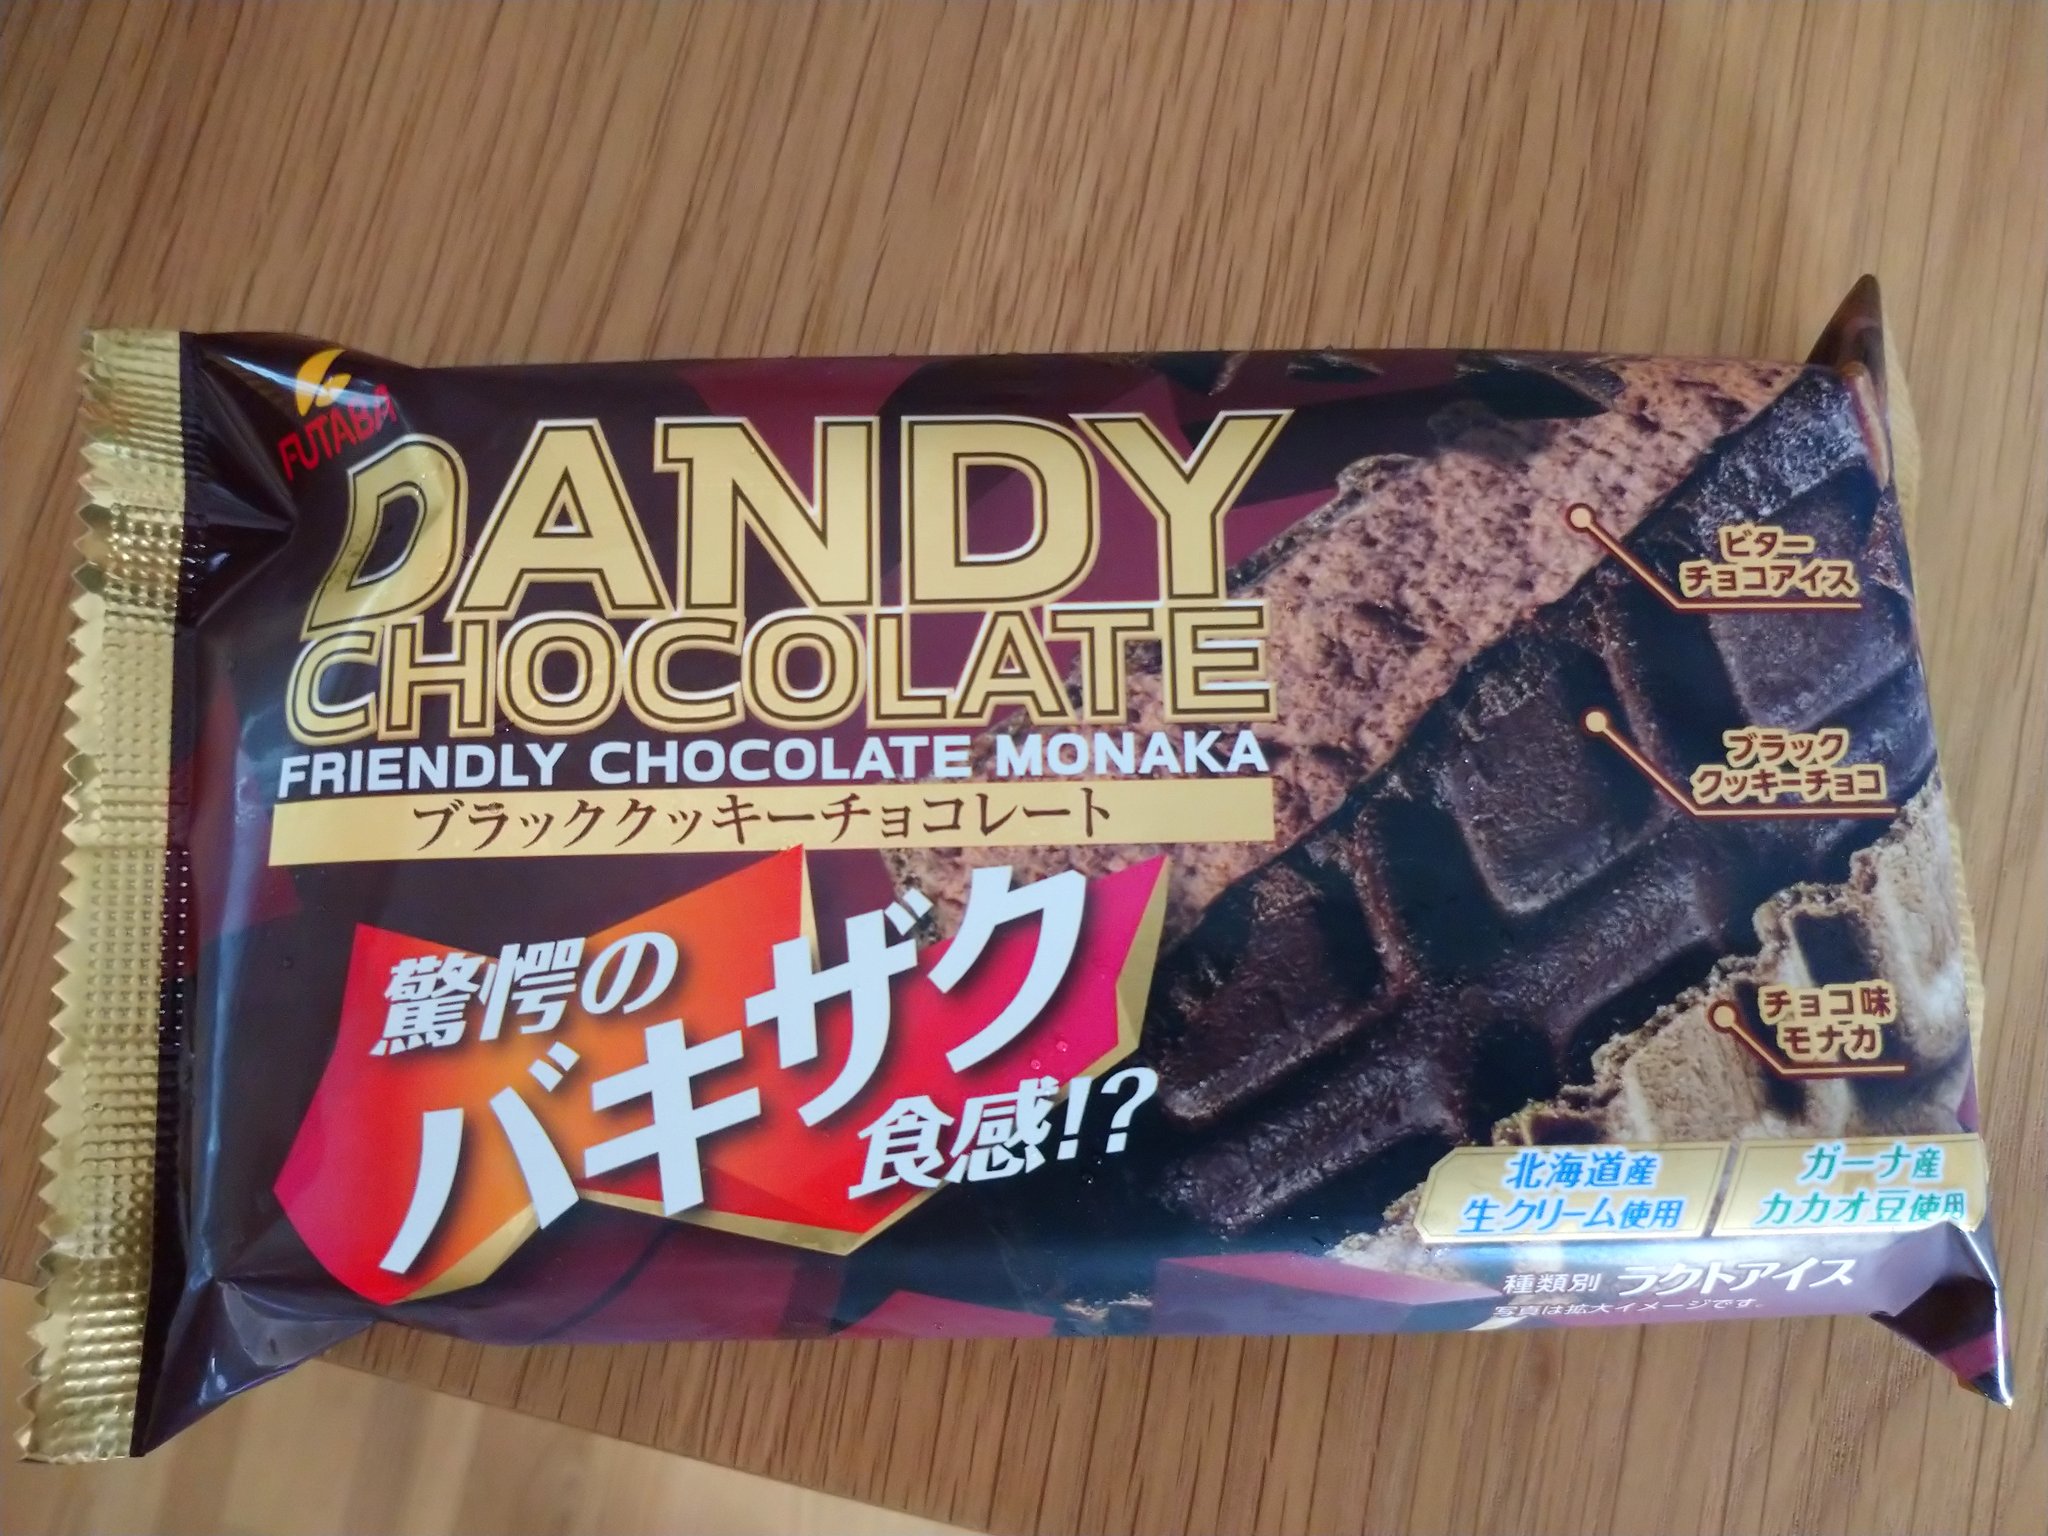 FUTABA
DANDY
CHOCOLATE
FRIENDLY CHOCOLATE MONAKA
ブラッククッキーチョコレート
驚愕の
バキザク
食感!?
ビター
チョコアイス
ブラック
クッキーチョコ
チョコ味
モナカ
北海道産
生クリーム使用
ガーナ産
カカオ豆使用
種類別 ラクトアイス
写真は拡大イメージです。